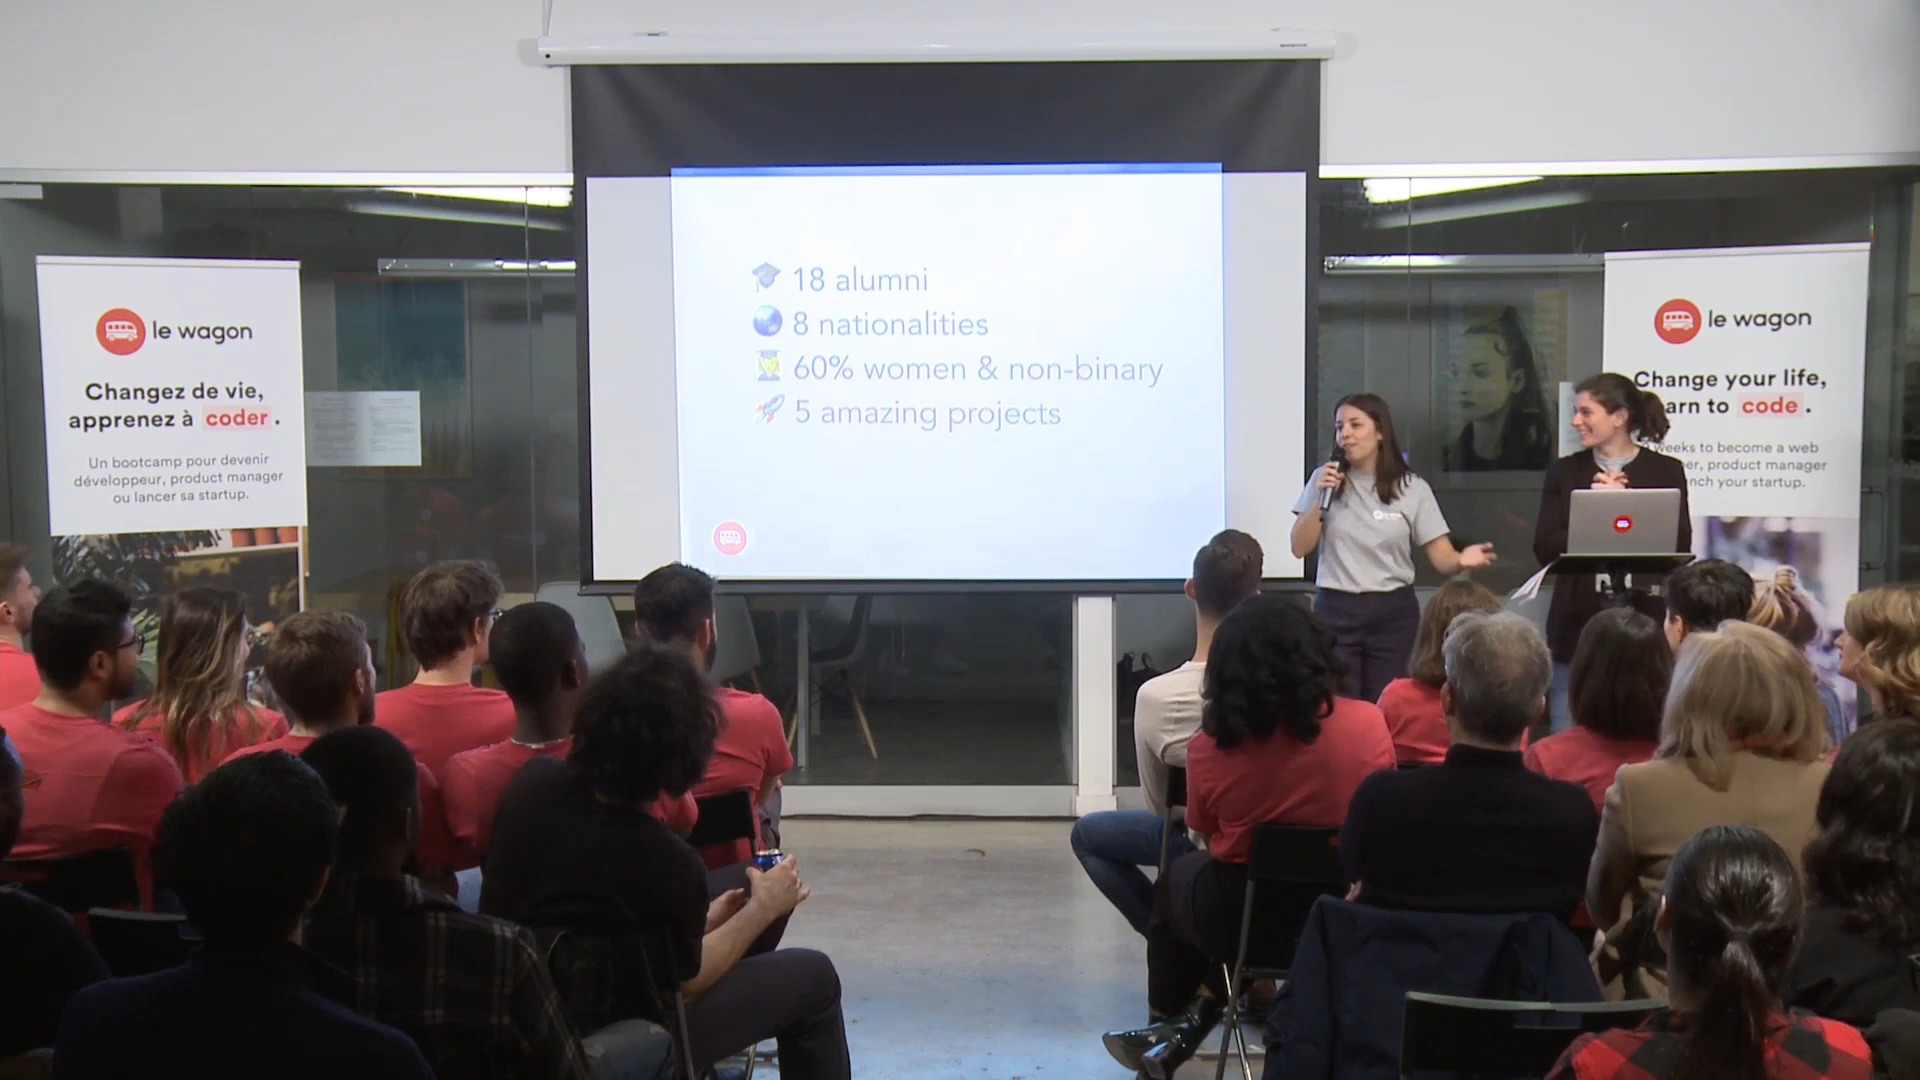 18 alumni
8 nationalities
60% women & non-binary
5 amazing projects
le wagon
Changez de vie,
apprenez à coder.
Un bootcamp pour devenir
développeur, product manager
ou lancer sa startup.
le wagon
Change your life,
to code.
weeks to become a web
product manager
your startup.